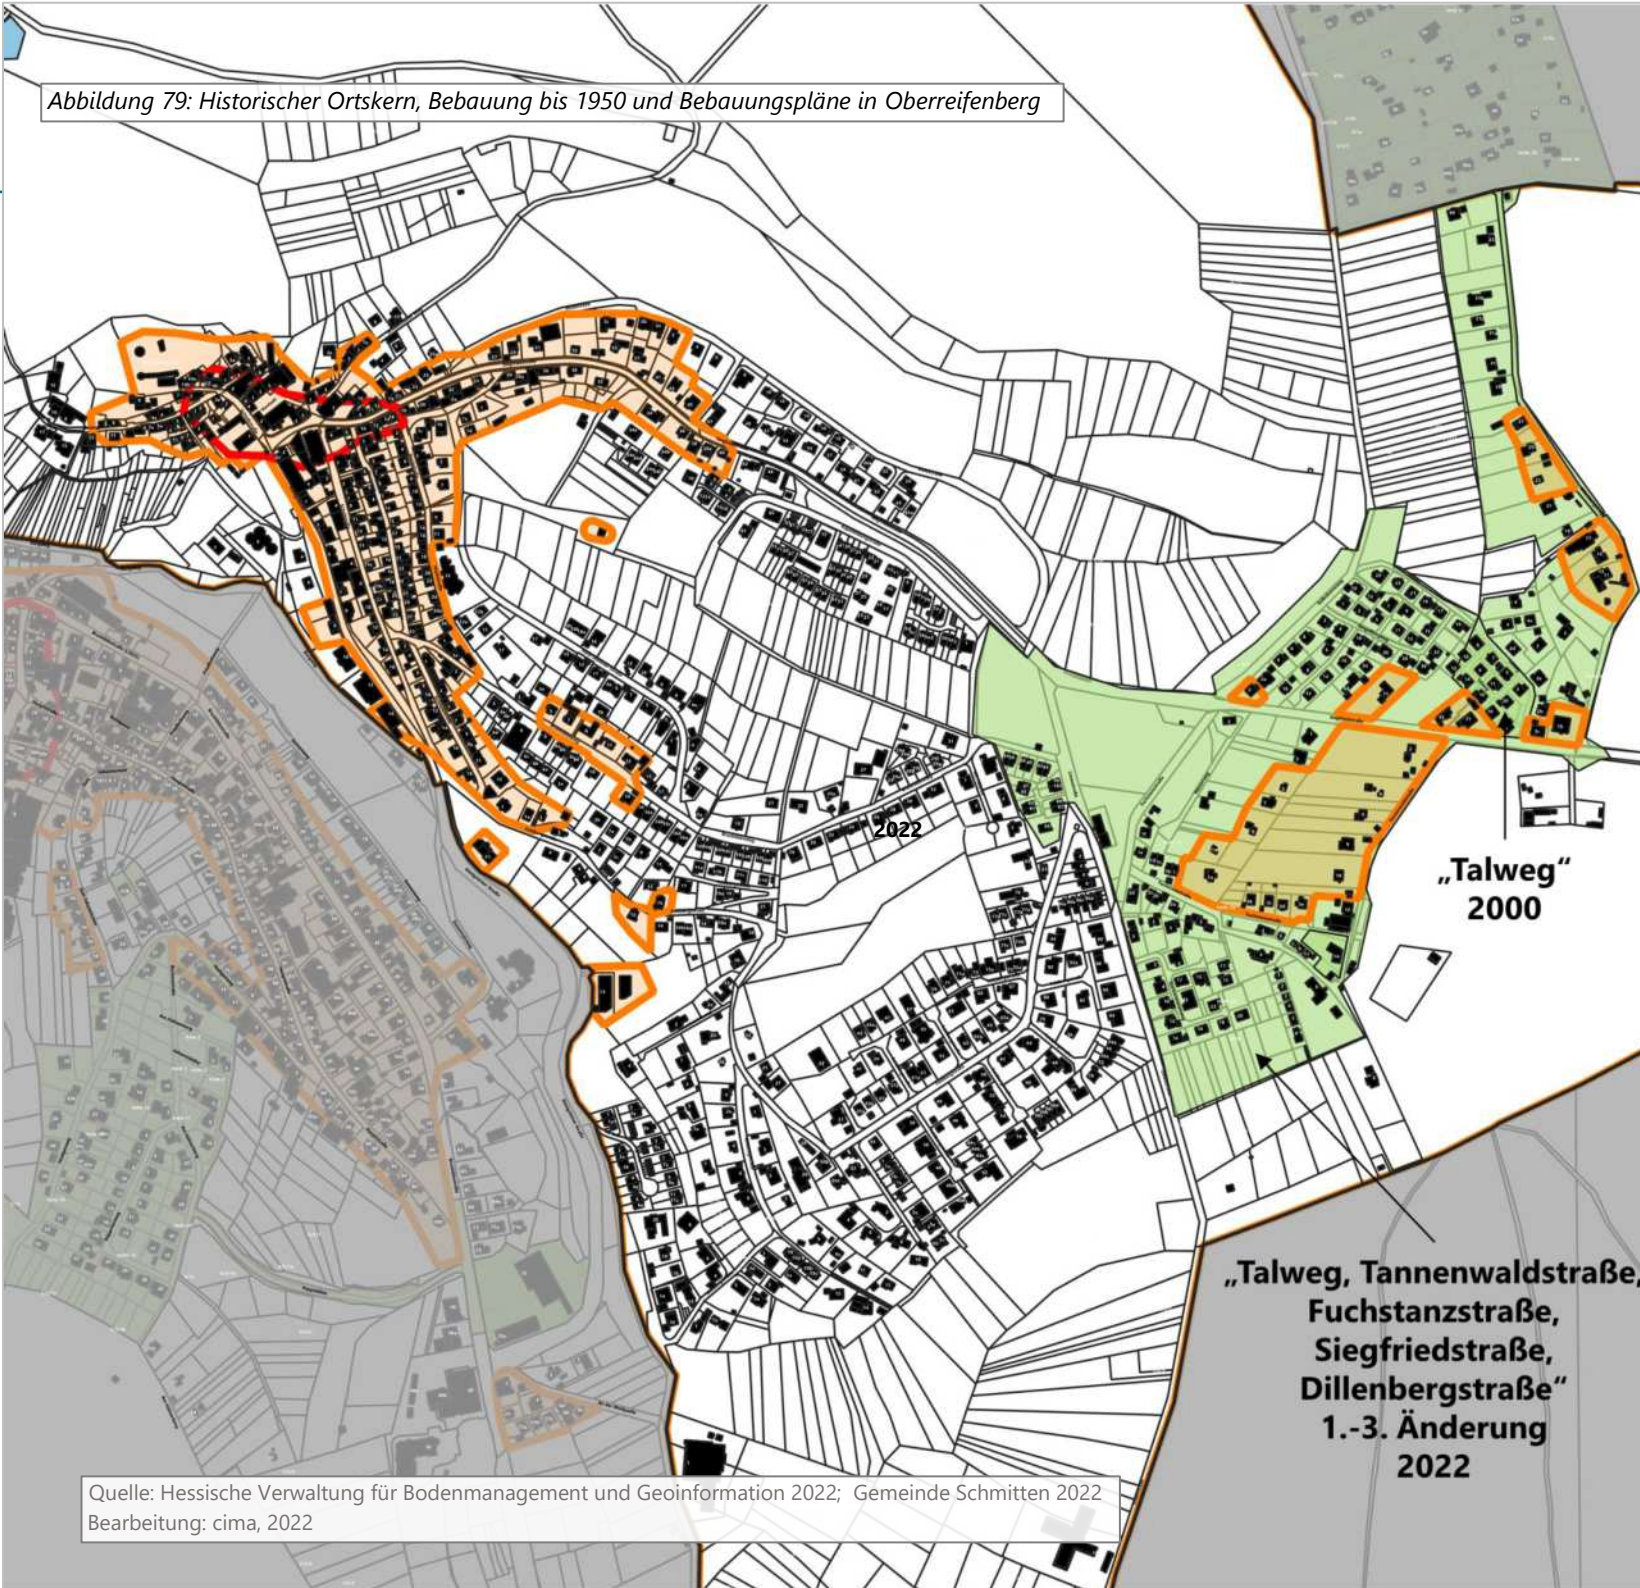 Abbildung 79: Historischer Ortskern, Bebauung bis 1950 und Bebauungspläne in Oberreifenberg
2022
„Talweg“
2000
„Talweg, Tannenwaldstraße,
Fuchstanzstraße,
Siegfriedstraße,
Dillenbergstraße“
1.-3. Änderung
2022
Quelle: Hessische Verwaltung für Bodenmanagement und Geoinformation 2022; Gemeinde Schmitten 2022
Bearbeitung: cima, 2022